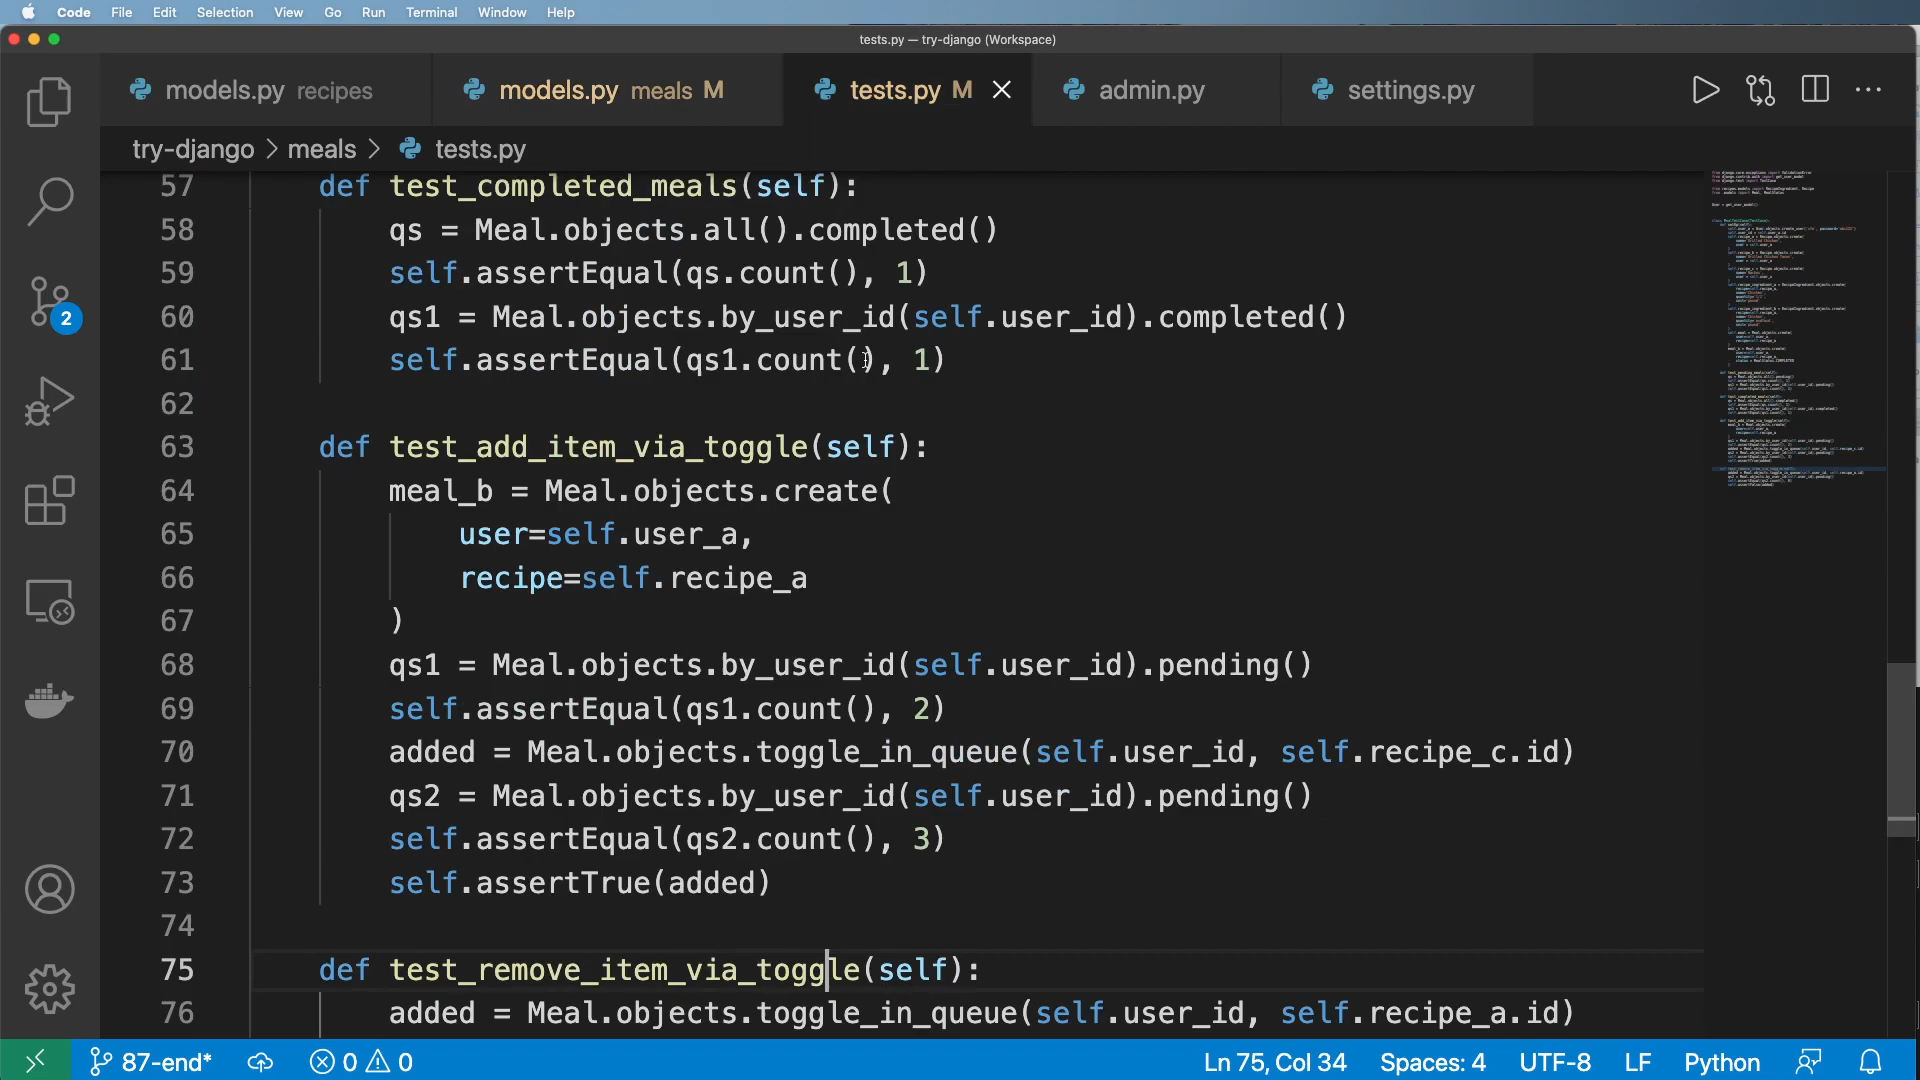 Code File Edit Selection View Go Run Terminal Window Help
tests.py — try-django (Workspace)
models.py recipes models.py meals M tests.py M admin.py settings.py
try-django > meals > tests.py
57 def test_completed_meals(self):
58 qs = Meal.objects.all().completed()
59 self.assertEqual(qs.count(), 1)
60 qs1 = Meal.objects.by_user_id(self.user_id).completed()
61 self.assertEqual(qs1.count(), 1)
62
63 def test_add_item_via_toggle(self):
64 meal_b = Meal.objects.create(
65 user=self.user_a,
66 recipe=self.recipe_a
67 )
68 qs1 = Meal.objects.by_user_id(self.user_id).pending()
69 self.assertEqual(qs1.count(), 2)
70 added = Meal.objects.toggle_in_queue(self.user_id, self.recipe_c.id)
71 qs2 = Meal.objects.by_user_id(self.user_id).pending()
72 self.assertEqual(qs2.count(), 3)
73 self.assertTrue(added)
74
75 def test_remove_item_via_toggle(self):
76 added = Meal.objects.toggle_in_queue(self.user_id, self.recipe_a.id)
2
87-end* 0 0 Ln 75, Col 34 Spaces: 4 UTF-8 LF Python